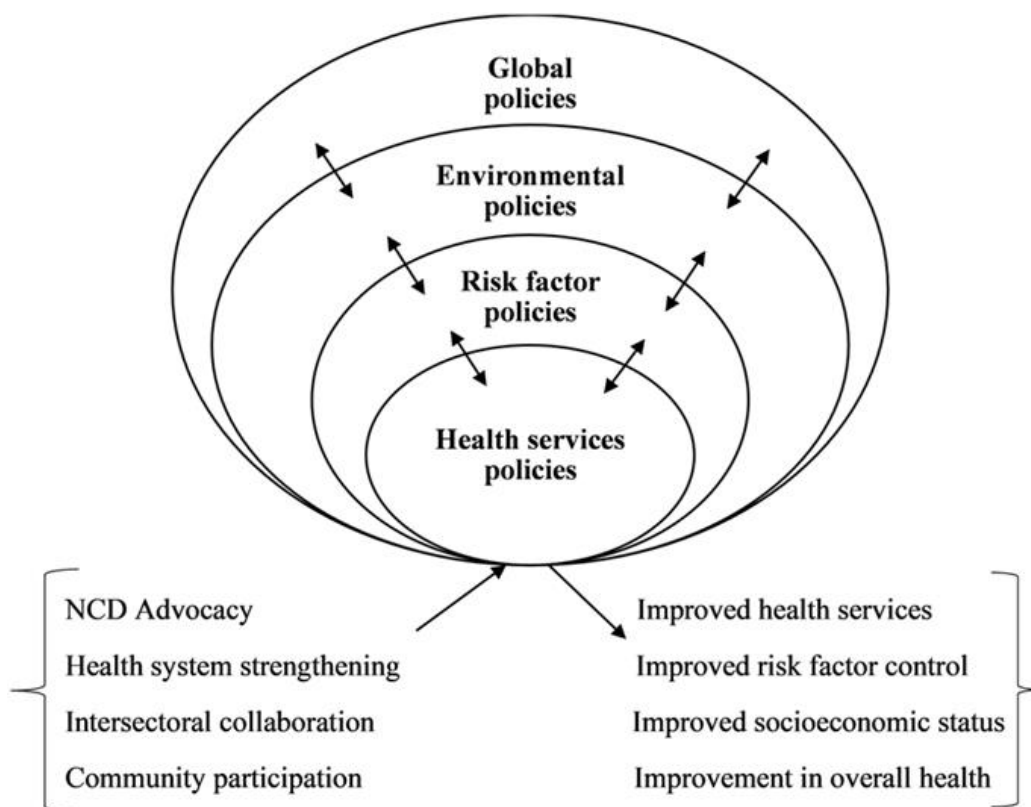 Global
policies
Environmental
policies
Risk factor
policies
Health services
policies
NCD Advocacy
Health system strengthening
Intersectoral collaboration
Community participation
Improved health services
Improved risk factor control
Improved socioeconomic status
Improvement in overall health